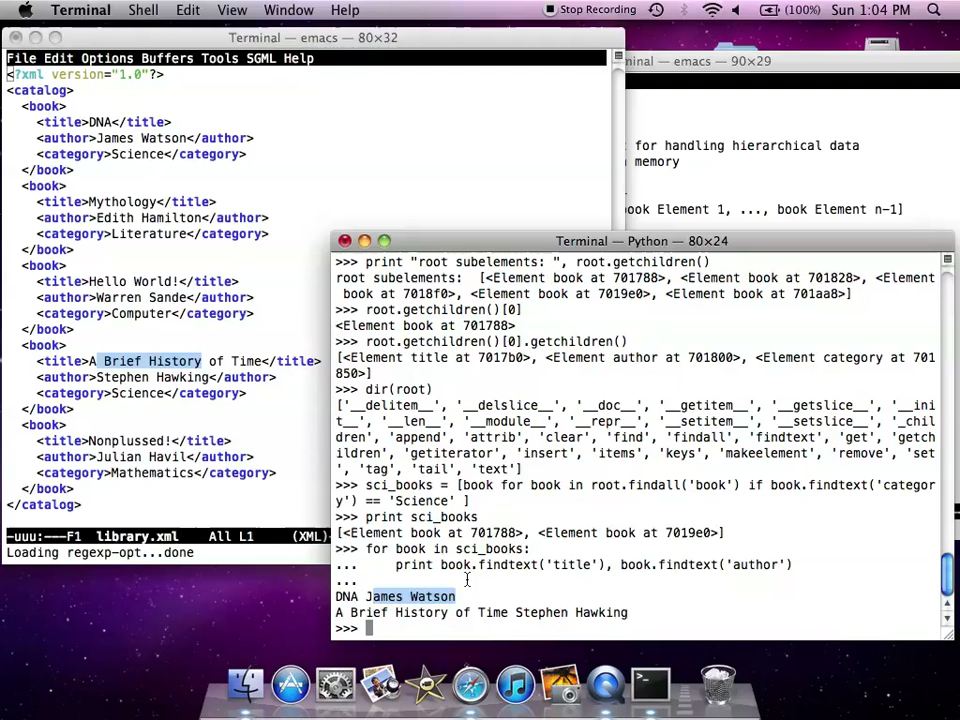 Terminal Shell Edit View Window Help Stop Recording (100%) Sun 1:04 PM
Terminal — emacs — 80×32
File Edit Options Buffers Tools SGML Help
<?xml version="1.0"?>
<catalog>
<book>
<title>DNA</title>
<author>James Watson</author>
<category>Science</category>
</book>
<book>
<title>Mythology</title>
<author>Edith Hamilton</author>
<category>Literature</category>
</book>
<book>
<title>Hello World!</title>
<author>Warren Sande</author>
<category>Computer</category>
</book>
<book>
<title>A Brief History of Time</title>
<author>Stephen Hawking</author>
<category>Science</category>
</book>
<book>
<title>Nonplussed!</title>
<author>Julian Havil</author>
<category>Mathematics</category>
</book>
</catalog>
-uuu:---F1 library.xml All L1 (XML)
Loading regexp-opt...done
minal — emacs — 90×29
for handling hierarchical data
memory
book Element 1, ..., book Element n-1]
Terminal — Python — 80×24
>>> print "root subelements: ", root.getchildren()
root subelements:  [<Element book at 701788>, <Element book at 701828>, <Element
 book at 7018f0>, <Element book at 7019e0>, <Element book at 701aa8>]
>>> root.getchildren()[0]
<Element book at 701788>
>>> root.getchildren()[0].getchildren()
[<Element title at 7017b0>, <Element author at 701800>, <Element category at 701
850>]
>>> dir(root)
['__delitem__', '__delslice__', '__doc__', '__getitem__', '__getslice__', '__ini
t__', '__len__', '__module__', '__repr__', '__setitem__', '__setslice__', '_chil
dren', 'append', 'attrib', 'clear', 'find', 'findall', 'findtext', 'get', 'getch
ildren', 'getiterator', 'insert', 'items', 'keys', 'makeelement', 'remove', 'set
', 'tag', 'tail', 'text']
>>> sci_books = [book for book in root.findall('book') if book.findtext('categor
y') == 'Science' ]
>>> print sci_books
[<Element book at 701788>, <Element book at 7019e0>]
>>> for book in sci_books:
...     print book.findtext('title'), book.findtext('author')
...
DNA James Watson
A Brief History of Time Stephen Hawking
>>>